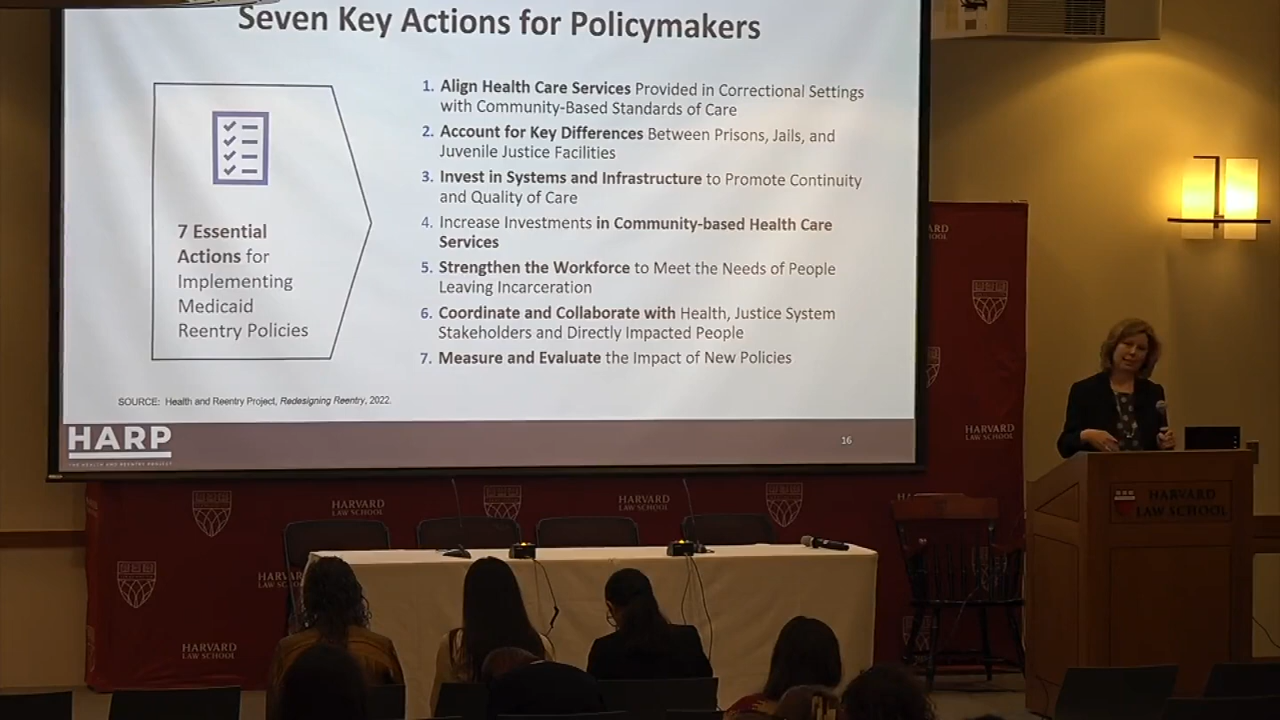 Seven Key Actions for Policymakers
7 Essential
Actions for
Implementing
Medicaid
Reentry Policies
1. Align Health Care Services Provided in Correctional Settings
with Community-Based Standards of Care
2. Account for Key Differences Between Prisons, Jails, and
Juvenile Justice Facilities
3. Invest in Systems and Infrastructure to Promote Continuity
and Quality of Care
4. Increase Investments in Community-based Health Care
Services
5. Strengthen the Workforce to Meet the Needs of People
Leaving Incarceration
6. Coordinate and Collaborate with Health, Justice System
Stakeholders and Directly Impacted People
7. Measure and Evaluate the Impact of New Policies
SOURCE: Health and Reentry Project, Redesigning Reentry, 2022.
HARP
THE HEALTH AND REENTRY PROJECT
16
HARVARD
LAW SCHOOL
HARVARD
LAW SCHOOL
HARVARD
LAW SCHOOL
HARVARD
LAW SCHOOL
HARVARD
LAW SCHOOL